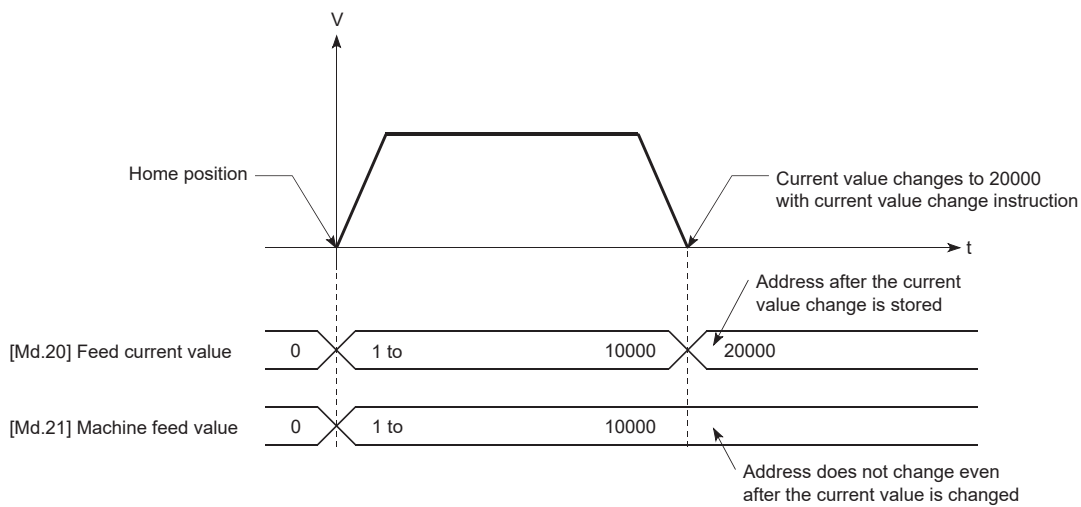 V
Home position
Current value changes to 20000
with current value change instruction
t
Address after the current
value change is stored
[Md.20] Feed current value
0
1 to
10000
20000
[Md.21] Machine feed value
0
1 to
10000
Address does not change even
after the current value is changed